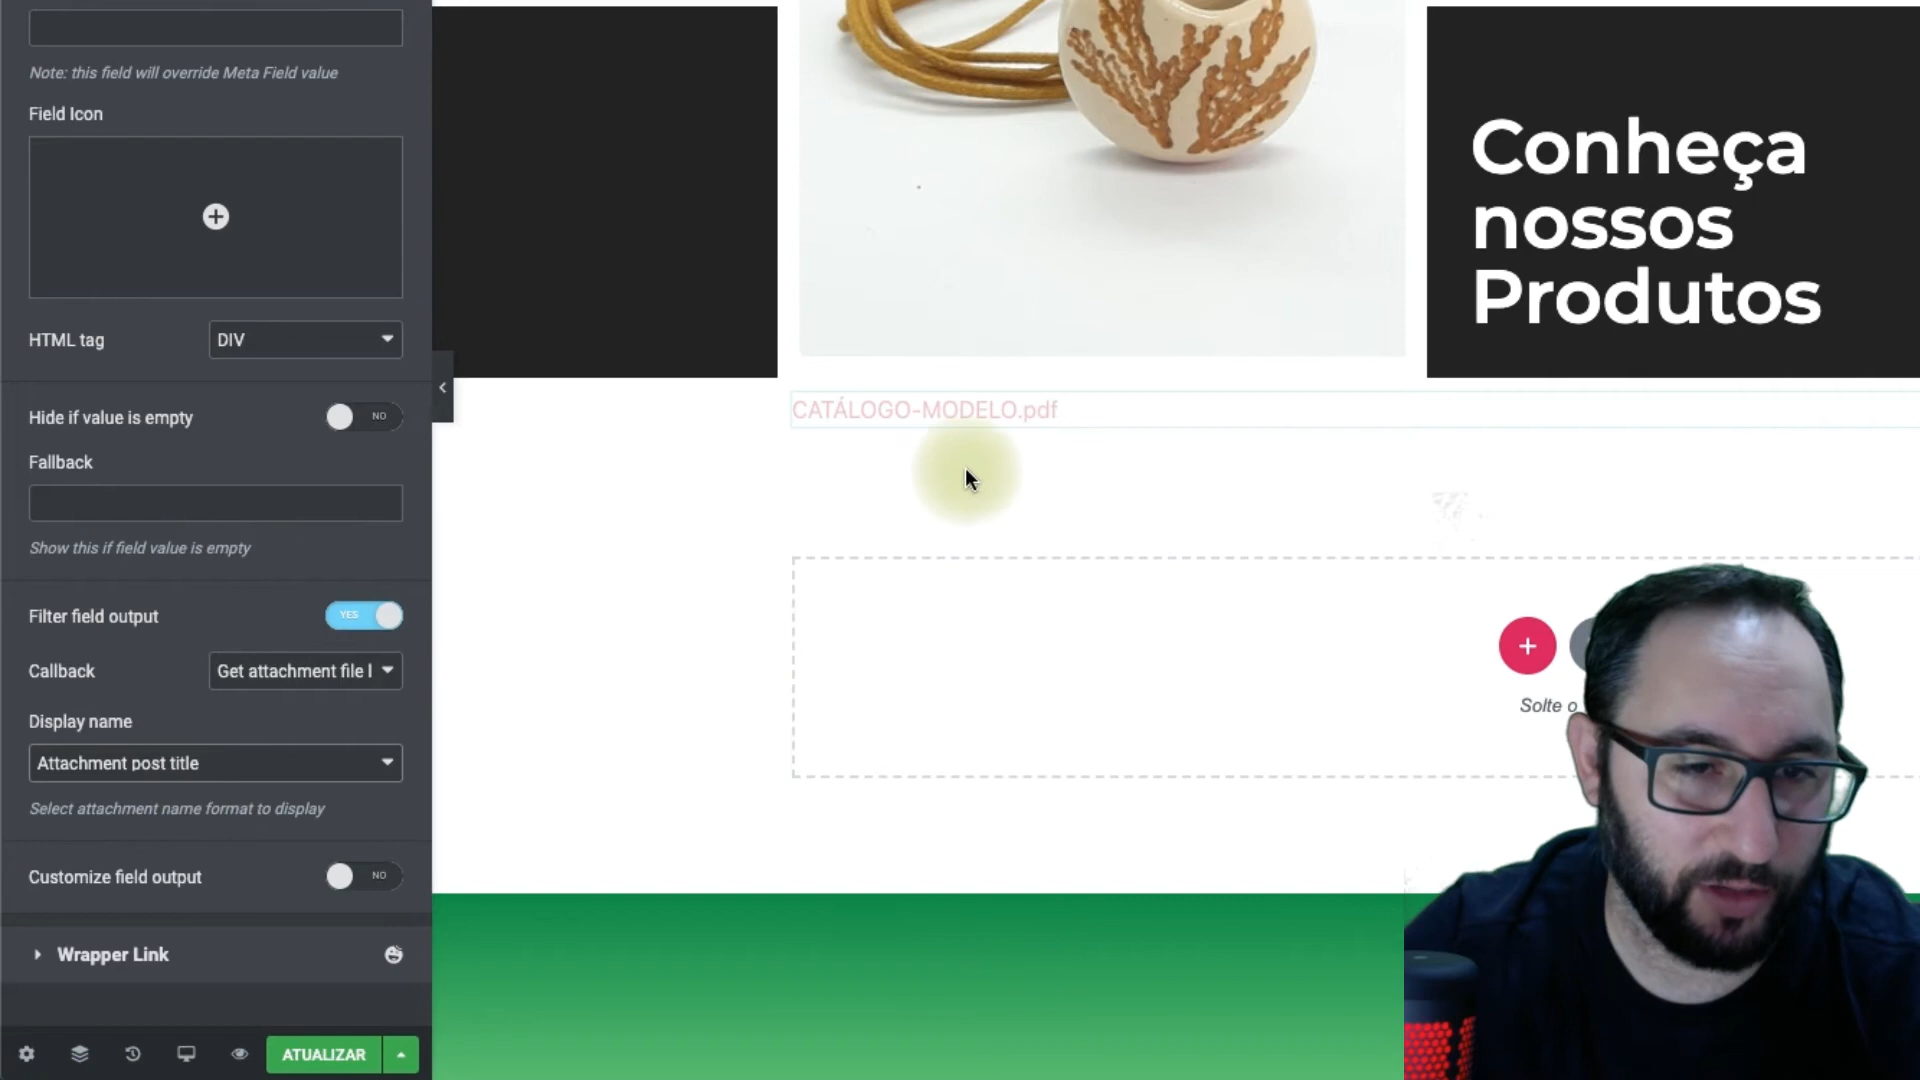 Note: this field will override Meta Field value
Field Icon
HTML tag
DIV
Hide if value is empty
NO
Fallback
Show this if field value is empty
Filter field output
YES
Callback
Get attachment file l
Display name
Attachment post title
Select attachment name format to display
Customize field output
NO
Wrapper Link
ATUALIZAR
CATÁLOGO-MODELO.pdf
Conheça
nossos
Produtos
Solte o